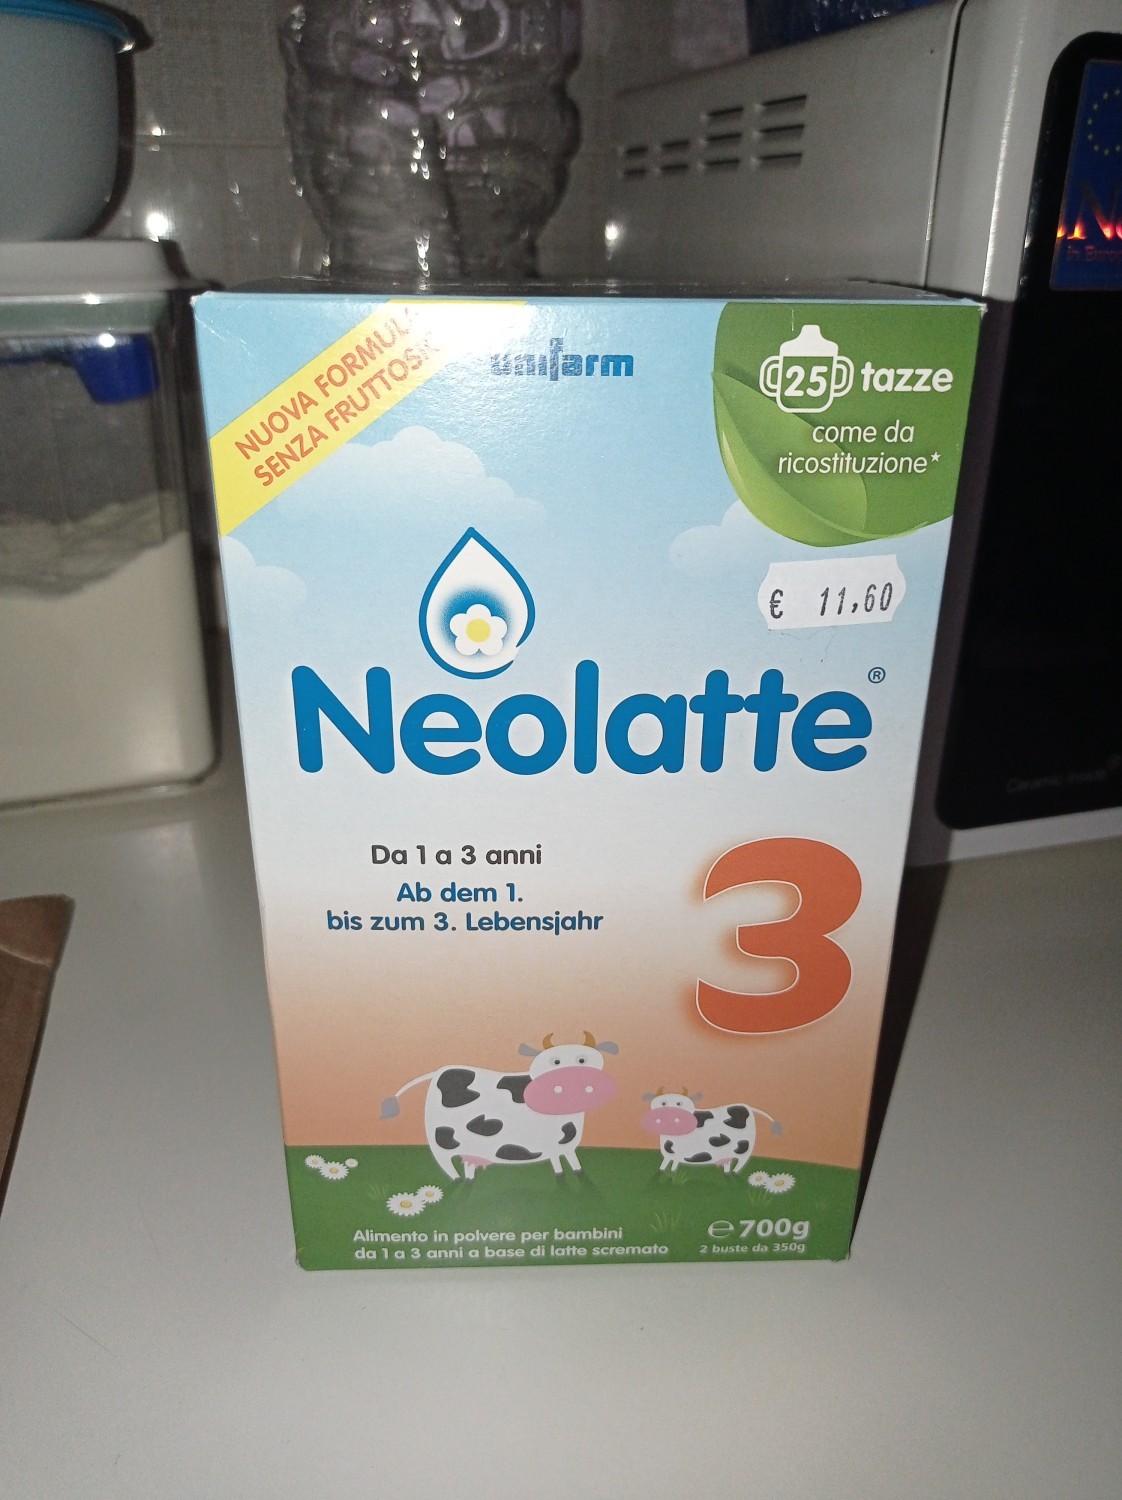 NUOVA FORMULA
SENZA FRUTTOSIO
unifarm
25 tazze
come da
ricostituzione*
€ 11,60
Neolatte®
Da 1 a 3 anni
Ab dem 1.
bis zum 3. Lebensjahr
3
Alimento in polvere per bambini
da 1 a 3 anni a base di latte scremato
℮ 700g
2 buste da 350g